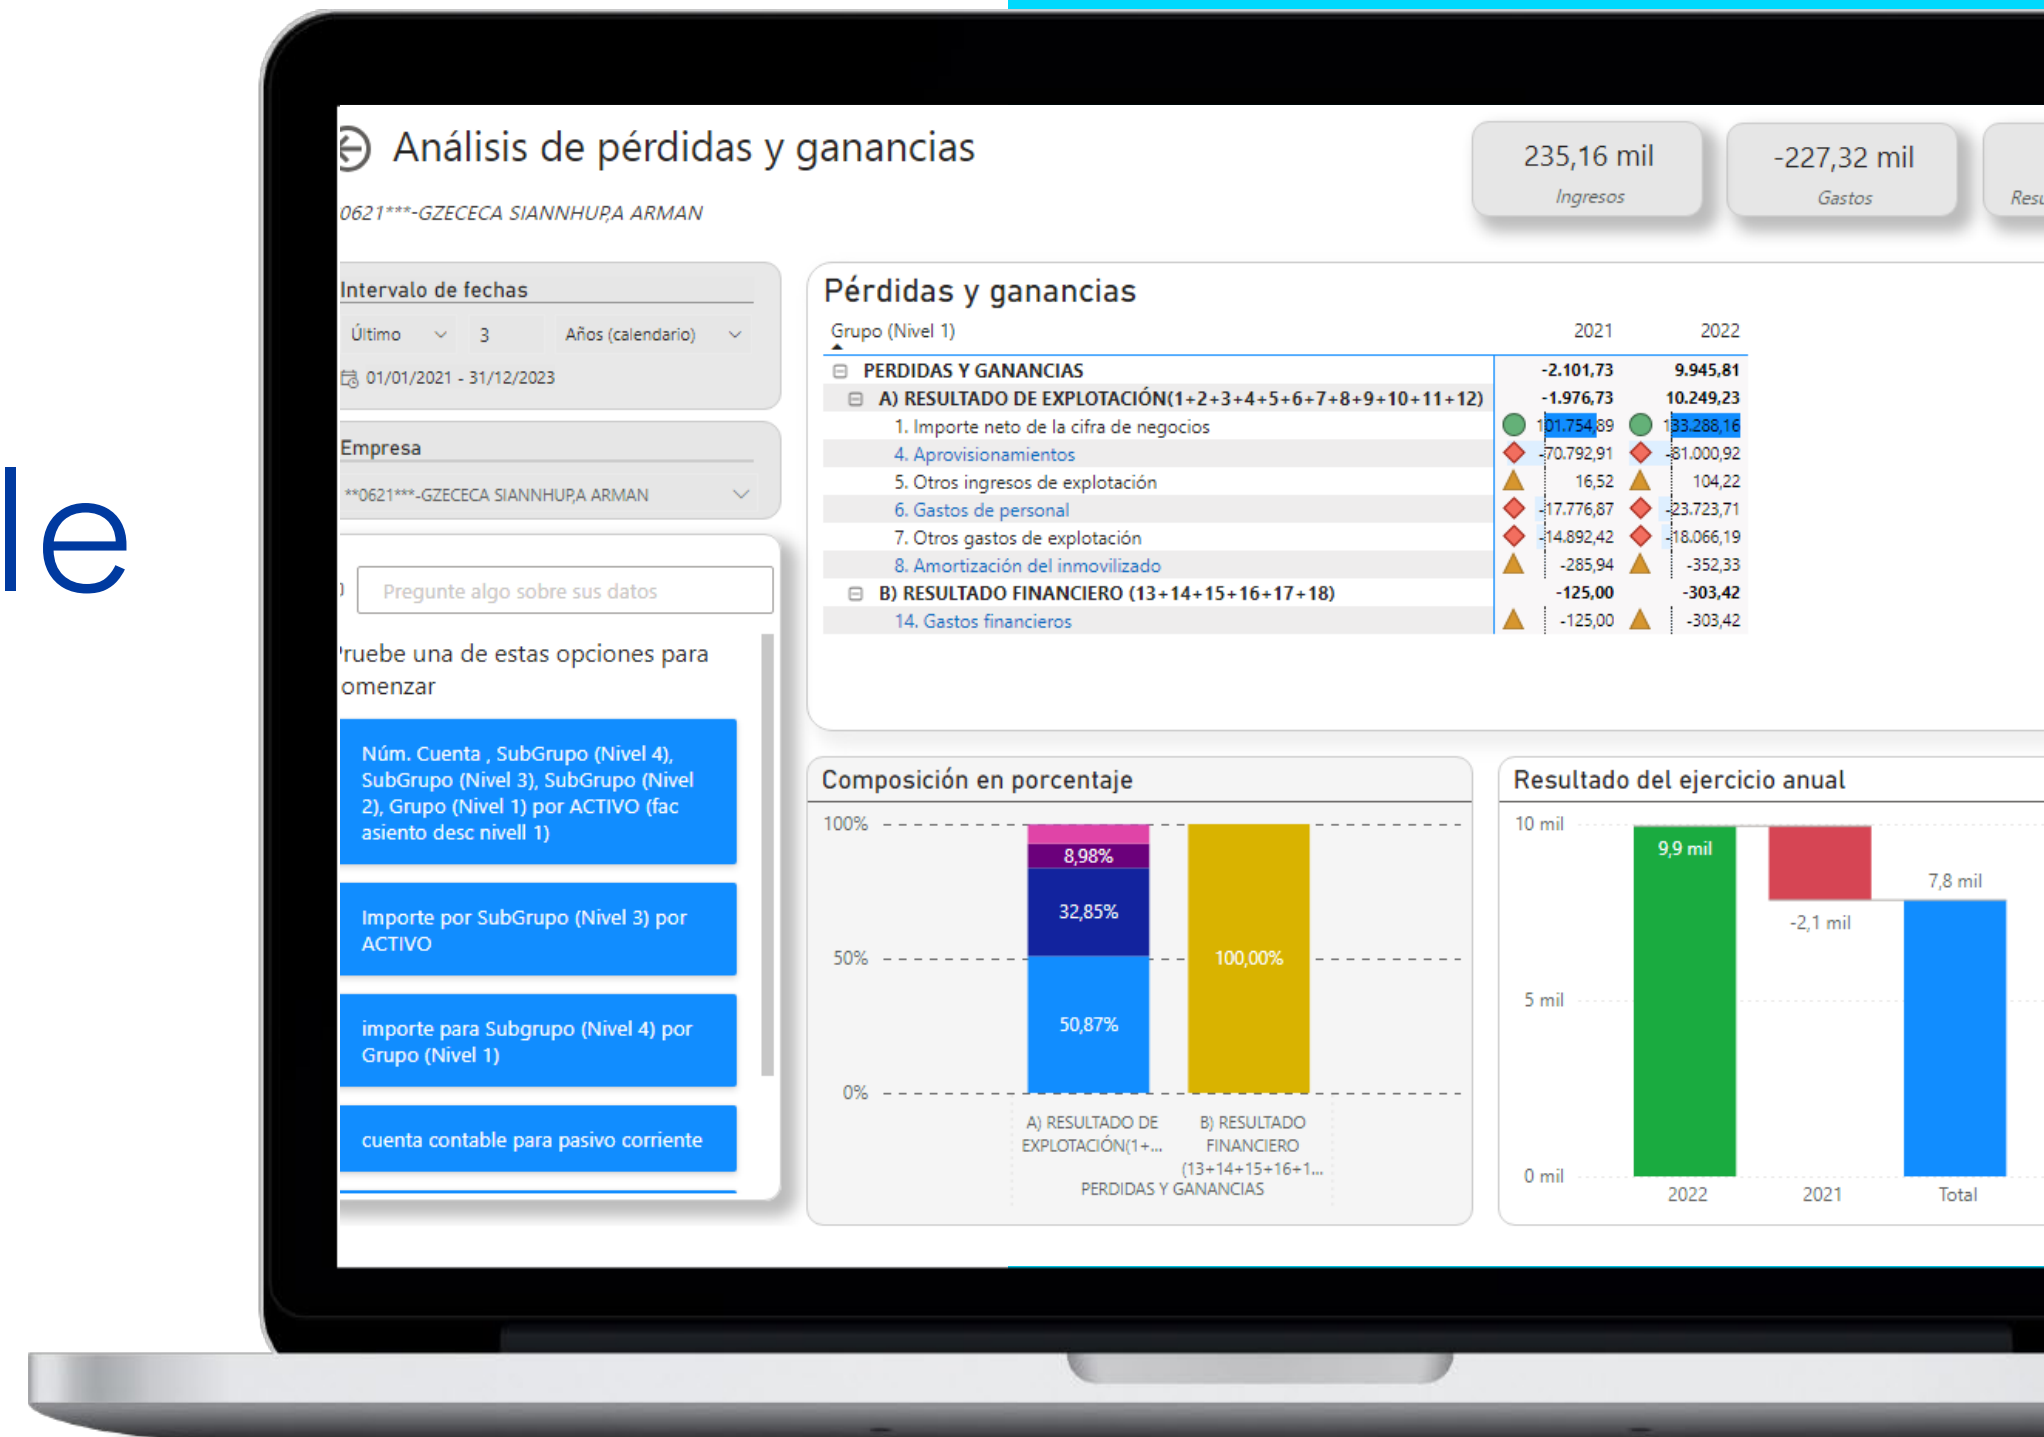 le
Análisis de pérdidas y ganancias
0621***-GZECECA SIANNHUP,A ARMAN
235,16 mil
Ingresos
-227,32 mil
Gastos
Intervalo de fechas
Último 3 Años (calendario)
01/01/2021 - 31/12/2023
Empresa
**0621***-GZECECA SIANNHUP,A ARMAN
Pregunte algo sobre sus datos
ruebe una de estas opciones para
omenzar
Núm. Cuenta , SubGrupo (Nivel 4),
SubGrupo (Nivel 3), SubGrupo (Nivel
2), Grupo (Nivel 1) por ACTIVO (fac
asiento desc nivell 1)
Importe por SubGrupo (Nivel 3) por
ACTIVO
importe para Subgrupo (Nivel 4) por
Grupo (Nivel 1)
cuenta contable para pasivo corriente
Pérdidas y ganancias
Grupo (Nivel 1) 2021 2022
PERDIDAS Y GANANCIAS -2.101,73 9.945,81
A) RESULTADO DE EXPLOTACIÓN(1+2+3+4+5+6+7+8+9+10+11+12) -1.976,73 10.249,23
1. Importe neto de la cifra de negocios 101.754,89 133.288,16
4. Aprovisionamientos -70.792,91 -81.000,92
5. Otros ingresos de explotación 16,52 104,22
6. Gastos de personal -17.776,87 -23.723,71
7. Otros gastos de explotación -14.892,42 -18.066,19
8. Amortización del inmovilizado -285,94 -352,33
B) RESULTADO FINANCIERO (13+14+15+16+17+18) -125,00 -303,42
14. Gastos financieros -125,00 -303,42
Composición en porcentaje
100%
50%
0%
8,98%
32,85%
50,87%
100,00%
A) RESULTADO DE
EXPLOTACIÓN(1+...
B) RESULTADO
FINANCIERO
(13+14+15+16+1...
PERDIDAS Y GANANCIAS
Resultado del ejercicio anual
10 mil
5 mil
0 mil
9,9 mil
-2,1 mil
7,8 mil
2022 2021 Total